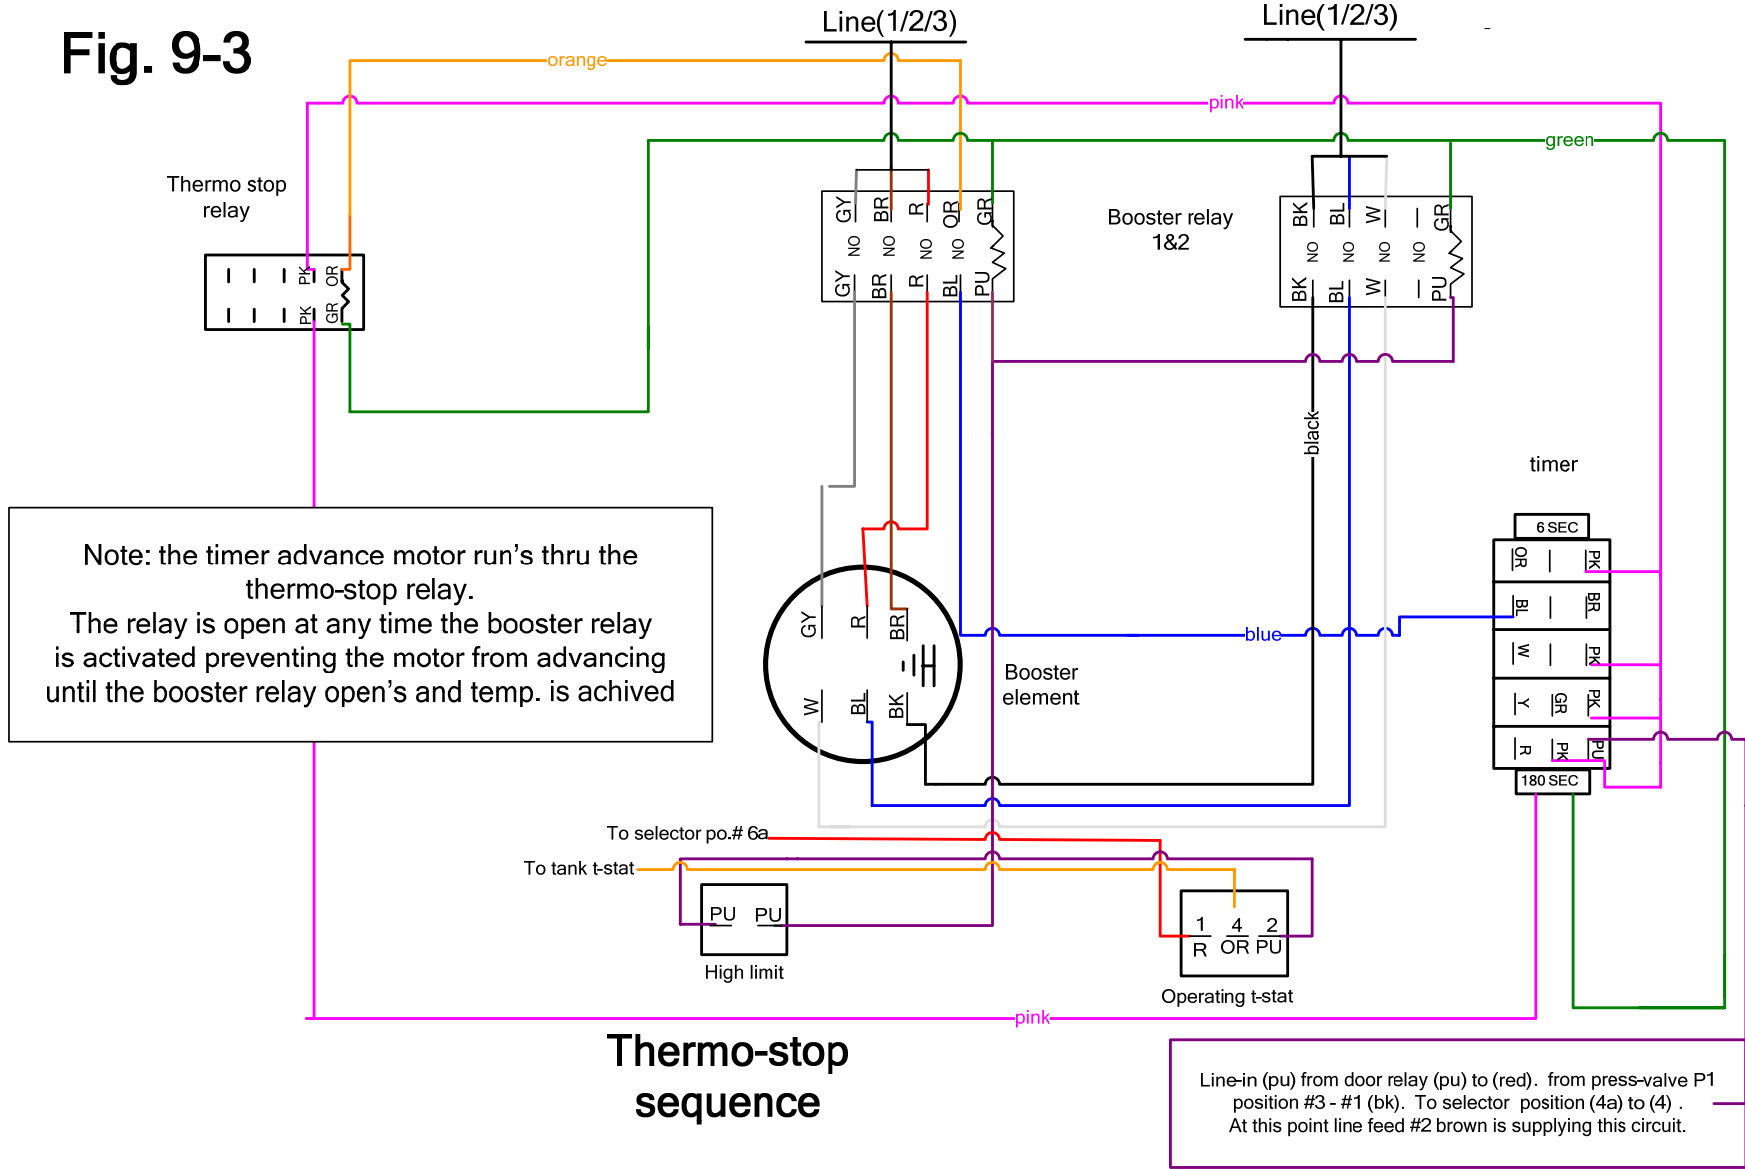 Fig. 9-3
Line(1/2/3)
Line(1/2/3)
orange
pink
green
Thermo stop
relay
PK
OR
PK
GR
GY
BR
R
OR
GR
NO
NO
NO
NO
GY
BR
R
BL
PU
Booster relay
1&2
BK
BL
W
GR
NO
NO
NO
NO
BK
BL
W
PU
black
timer
6 SEC
OR
PK
BL
BR
W
PK
Y
GR
PK
R
PK
PU
180 SEC
Note: the timer advance motor run's thru the
thermo-stop relay.
The relay is open at any time the booster relay
is activated preventing the motor from advancing
until the booster relay open's and temp. is achived
GY
R
BR
W
BL
BK
blue
Booster
element
To selector po.# 6a
To tank t-stat
PU
PU
High limit
1
4
2
R
OR
PU
Operating t-stat
pink
Thermo-stop
sequence
Line-in (pu) from door relay (pu) to (red). from press-valve P1
position #3 - #1 (bk). To selector position (4a) to (4) .
At this point line feed #2 brown is supplying this circuit.